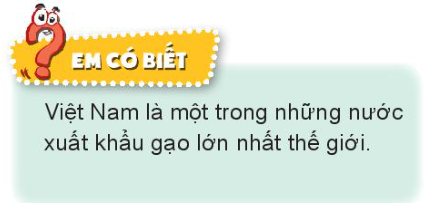 EM CÓ BIẾT
Việt Nam là một trong những nước
xuất khẩu gạo lớn nhất thế giới.